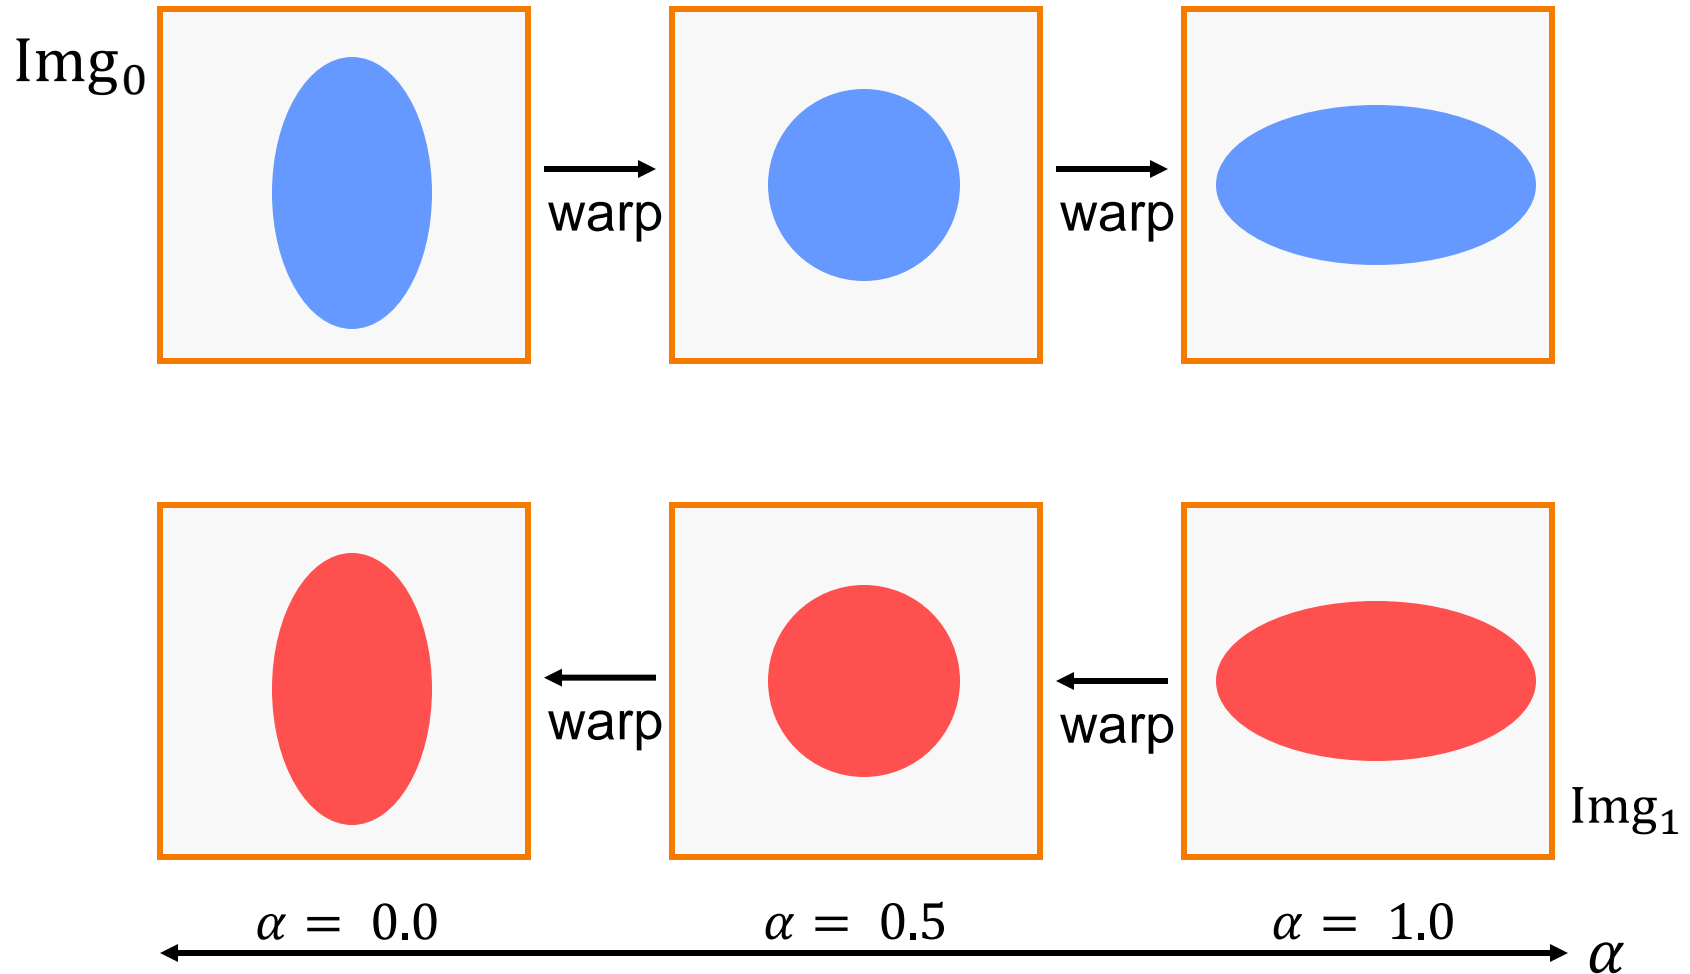 Img₀
warp warp
warp warp
Img₁
α = 0.0 α = 0.5 α = 1.0
α